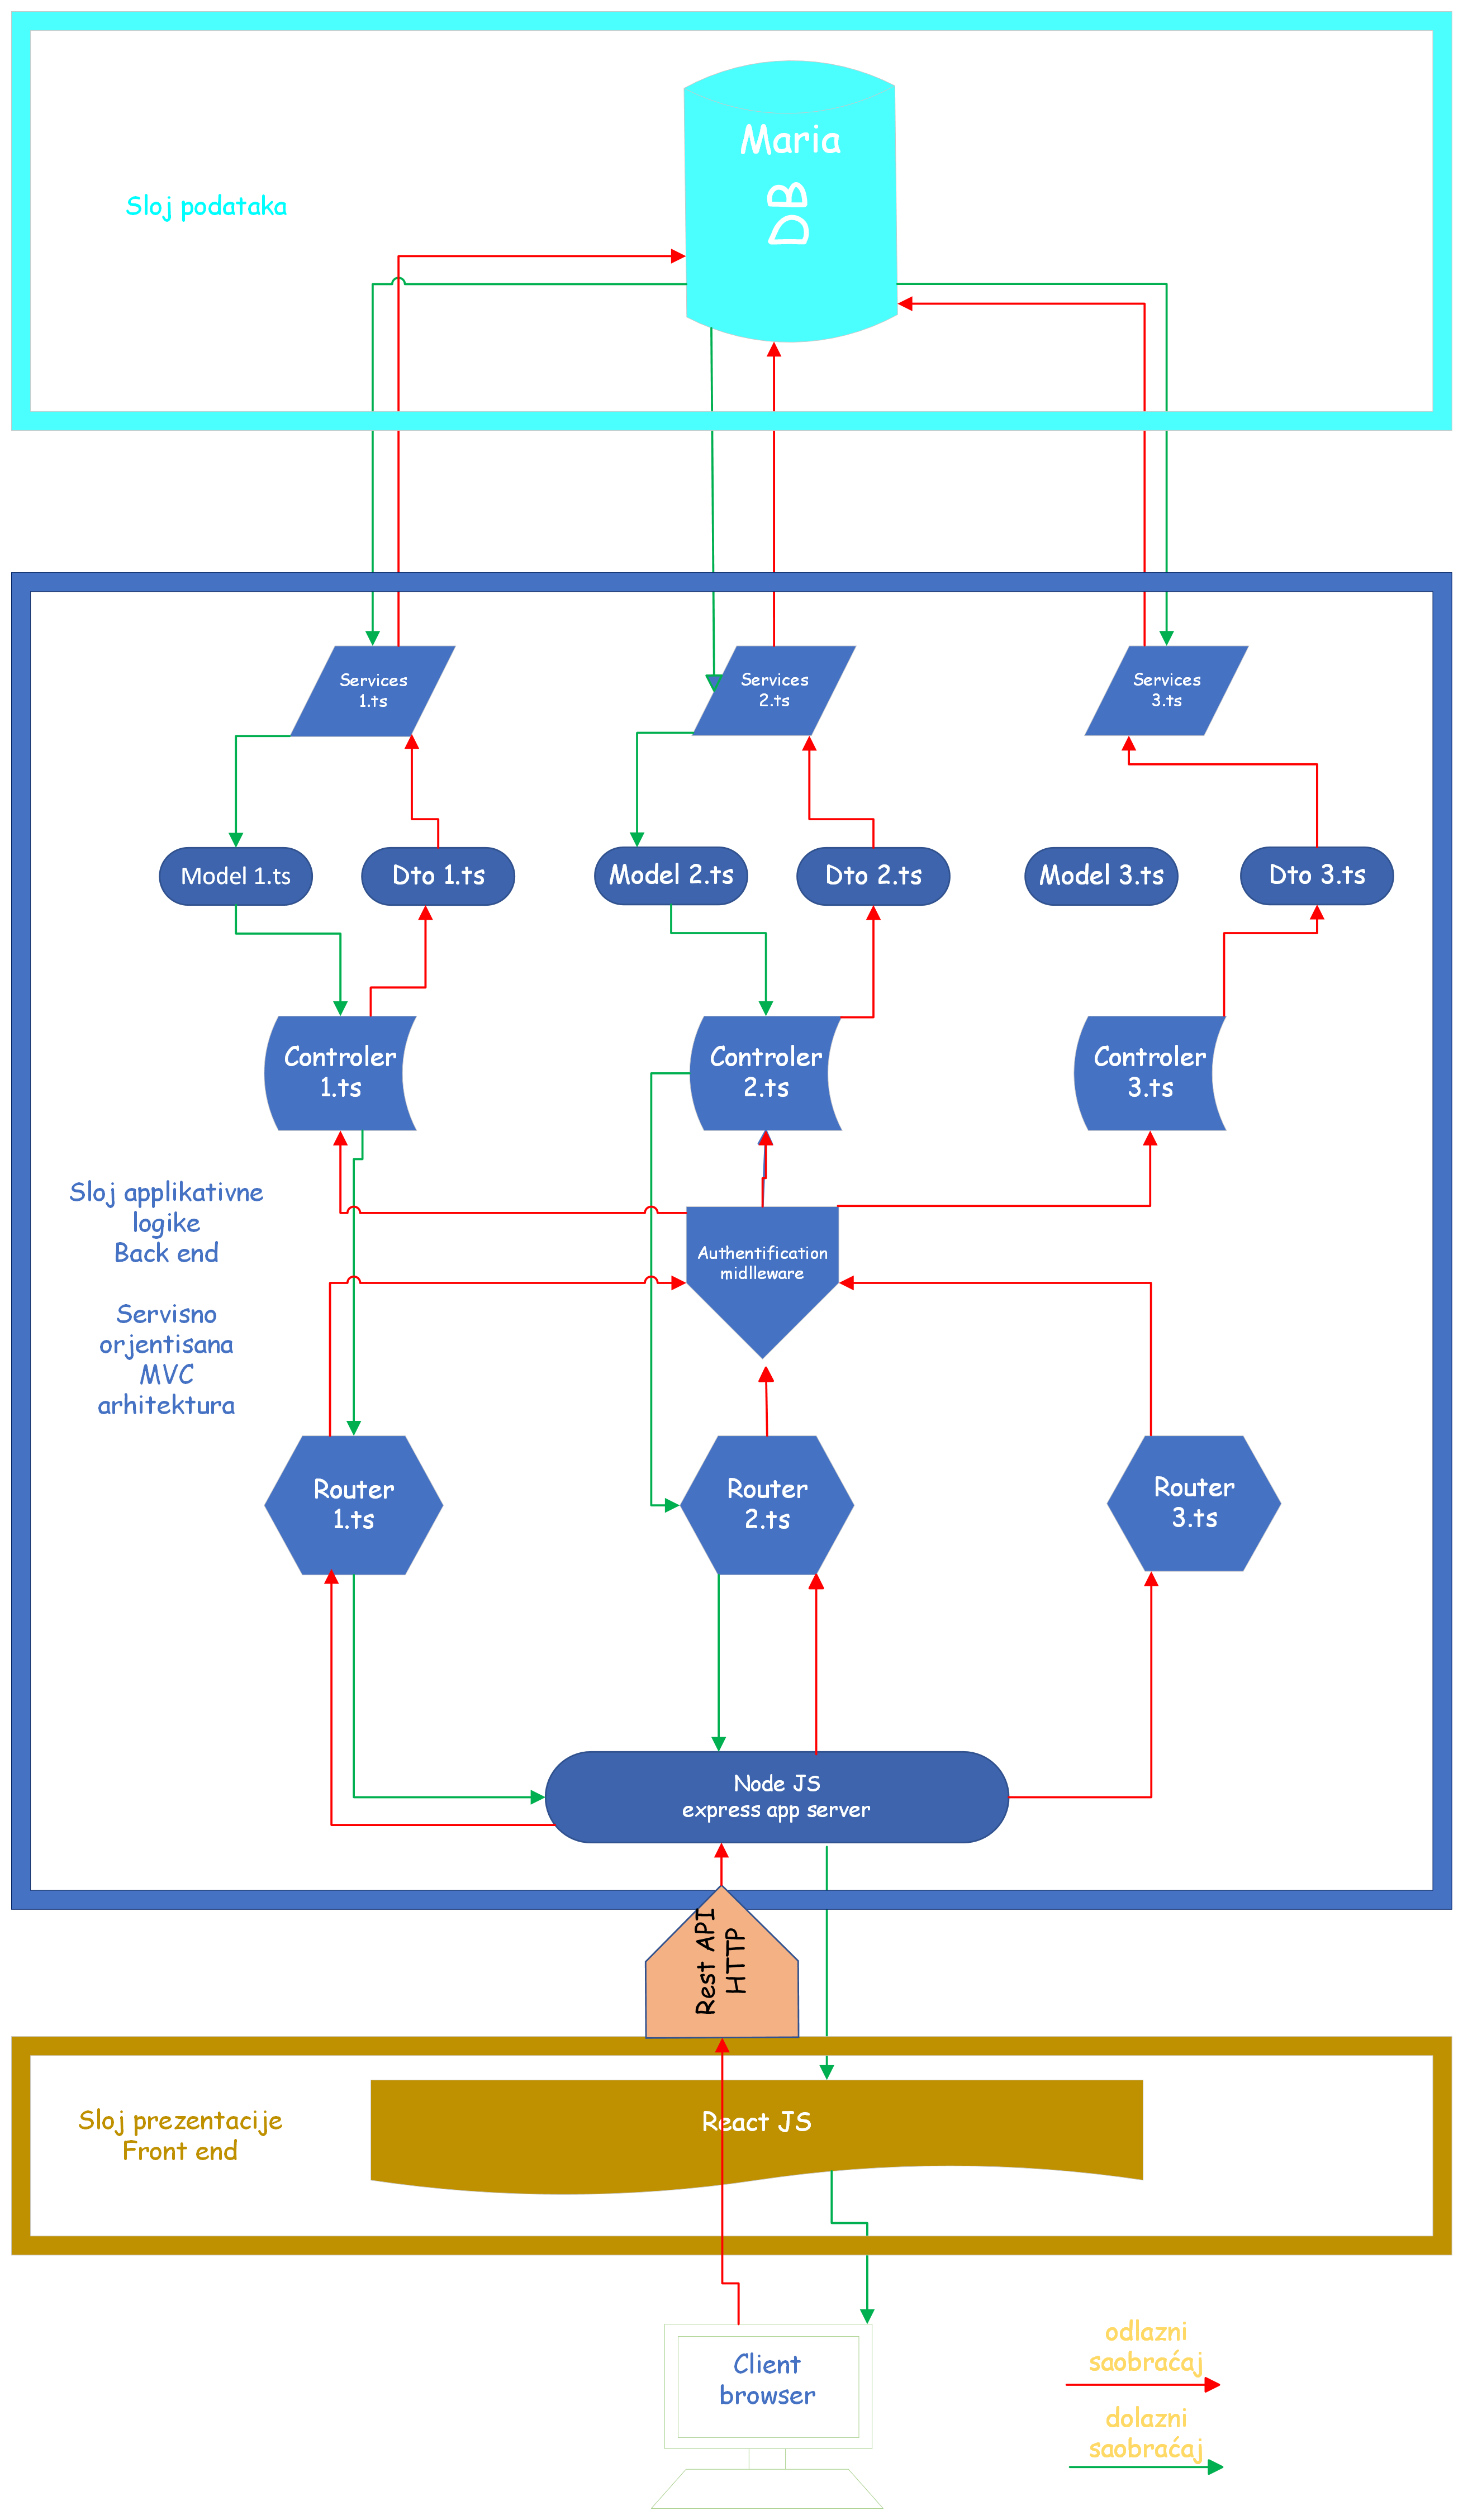 Maria
DB
Sloj podataka
Services
1.ts
Services
2.ts
Services
3.ts
Model 1.ts
Dto 1.ts
Model 2.ts
Dto 2.ts
Model 3.ts
Dto 3.ts
Controler
1.ts
Controler
2.ts
Controler
3.ts
Sloj applikativne
logike
Back end
Servisno
orjentisana
MVC
arhitektura
Authentification
midlleware
Router
1.ts
Router
2.ts
Router
3.ts
Node JS
express app server
Rest API
HTTP
Sloj prezentacije
Front end
React JS
Client
browser
odlazni
saobraćaj
dolazni
saobraćaj